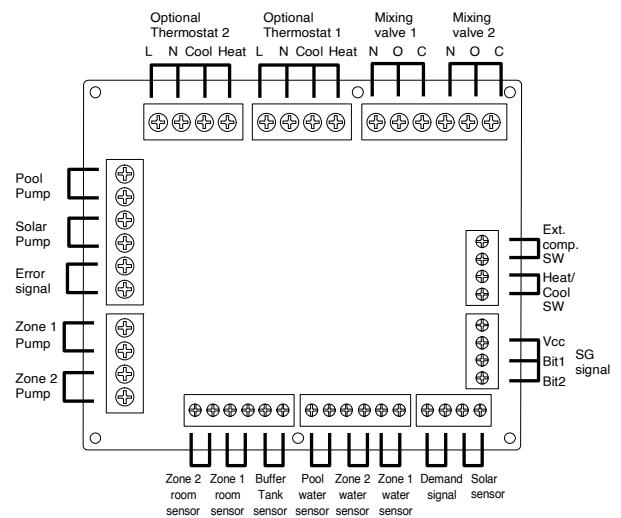 Optional Optional Mixing Mixing
Thermostat 2 Thermostat 1 valve 1 valve 2
L N Cool Heat L N Cool Heat N O C N O C
Pool
Pump
Solar
Pump
Error
signal
Zone 1
Pump
Zone 2
Pump
Ext.
comp.
SW
Heat/
Cool
SW
Vcc
Bit1
Bit2
SG
signal
Zone 2 Zone 1 Buffer Pool Zone 2 Zone 1 Demand Solar
room room Tank water water water signal sensor
sensor sensor sensor sensor sensor sensor